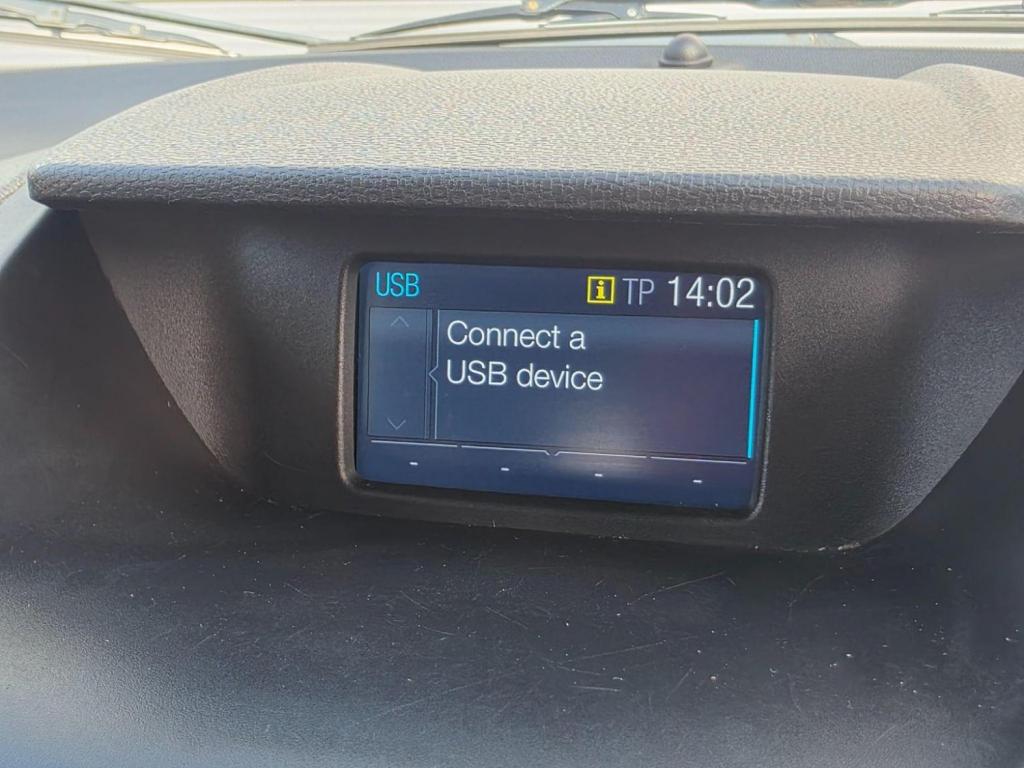 USB i TP 14:02
Connect a
USB device